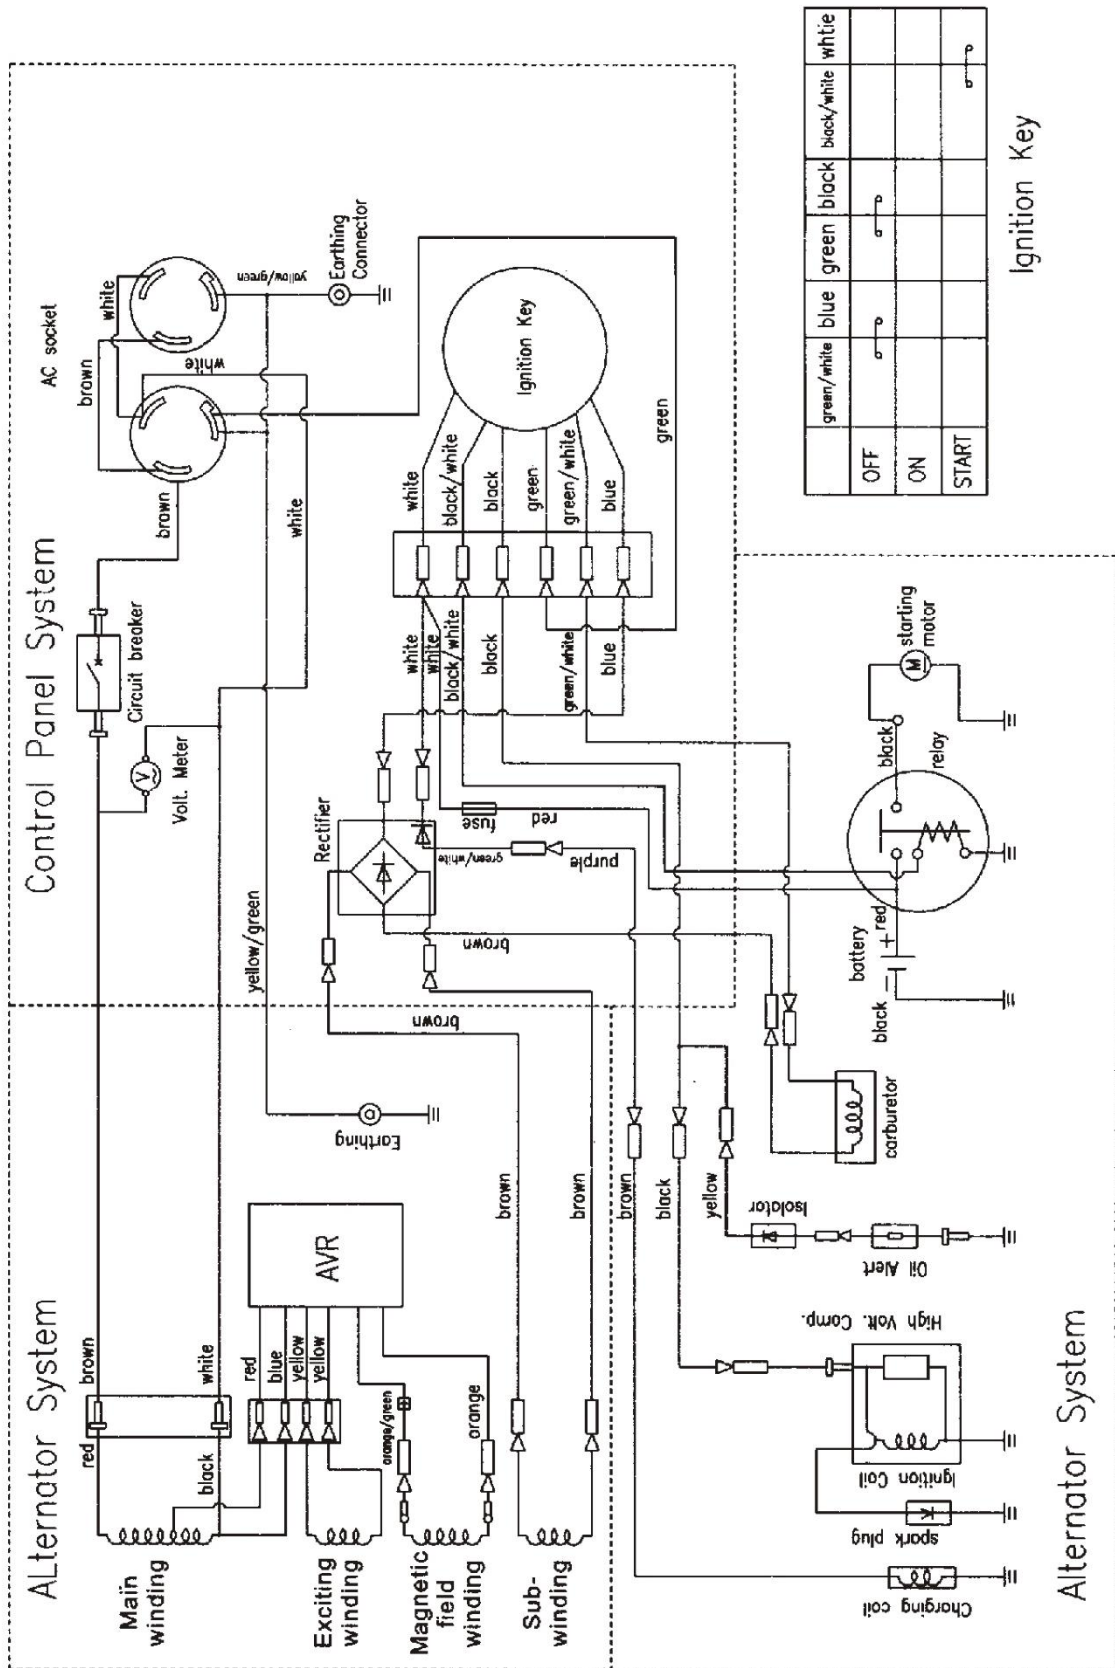 ALternator System
Control Panel System
Main
winding
Exciting
winding
Magnetic
field
winding
Sub-
winding
red
black
brown
white
red
blue
yellow
yellow
AVR
orange/green
orange
brown
brown
brown
Earthing
yellow/green
Volt. Meter
V
Circuit breaker
brown
white
AC socket
brown
white
white
yellow/green
Earthing
Connector
Rectifier
green/white
brown
purple
fuse
red
white
white
black/white
black
green/white
blue
white
black/white
black
green
green/white
blue
Ignition Key
green
brown
black
yellow
Isolator
Oil Alert
High Volt. Comp.
Ignition Coil
spark plug
Charging coil
carburetor
black
battery
red
relay
black
starting
motor
M
Alternator System
green/white blue green black black/white whtie
OFF
ON
START
Ignition Key